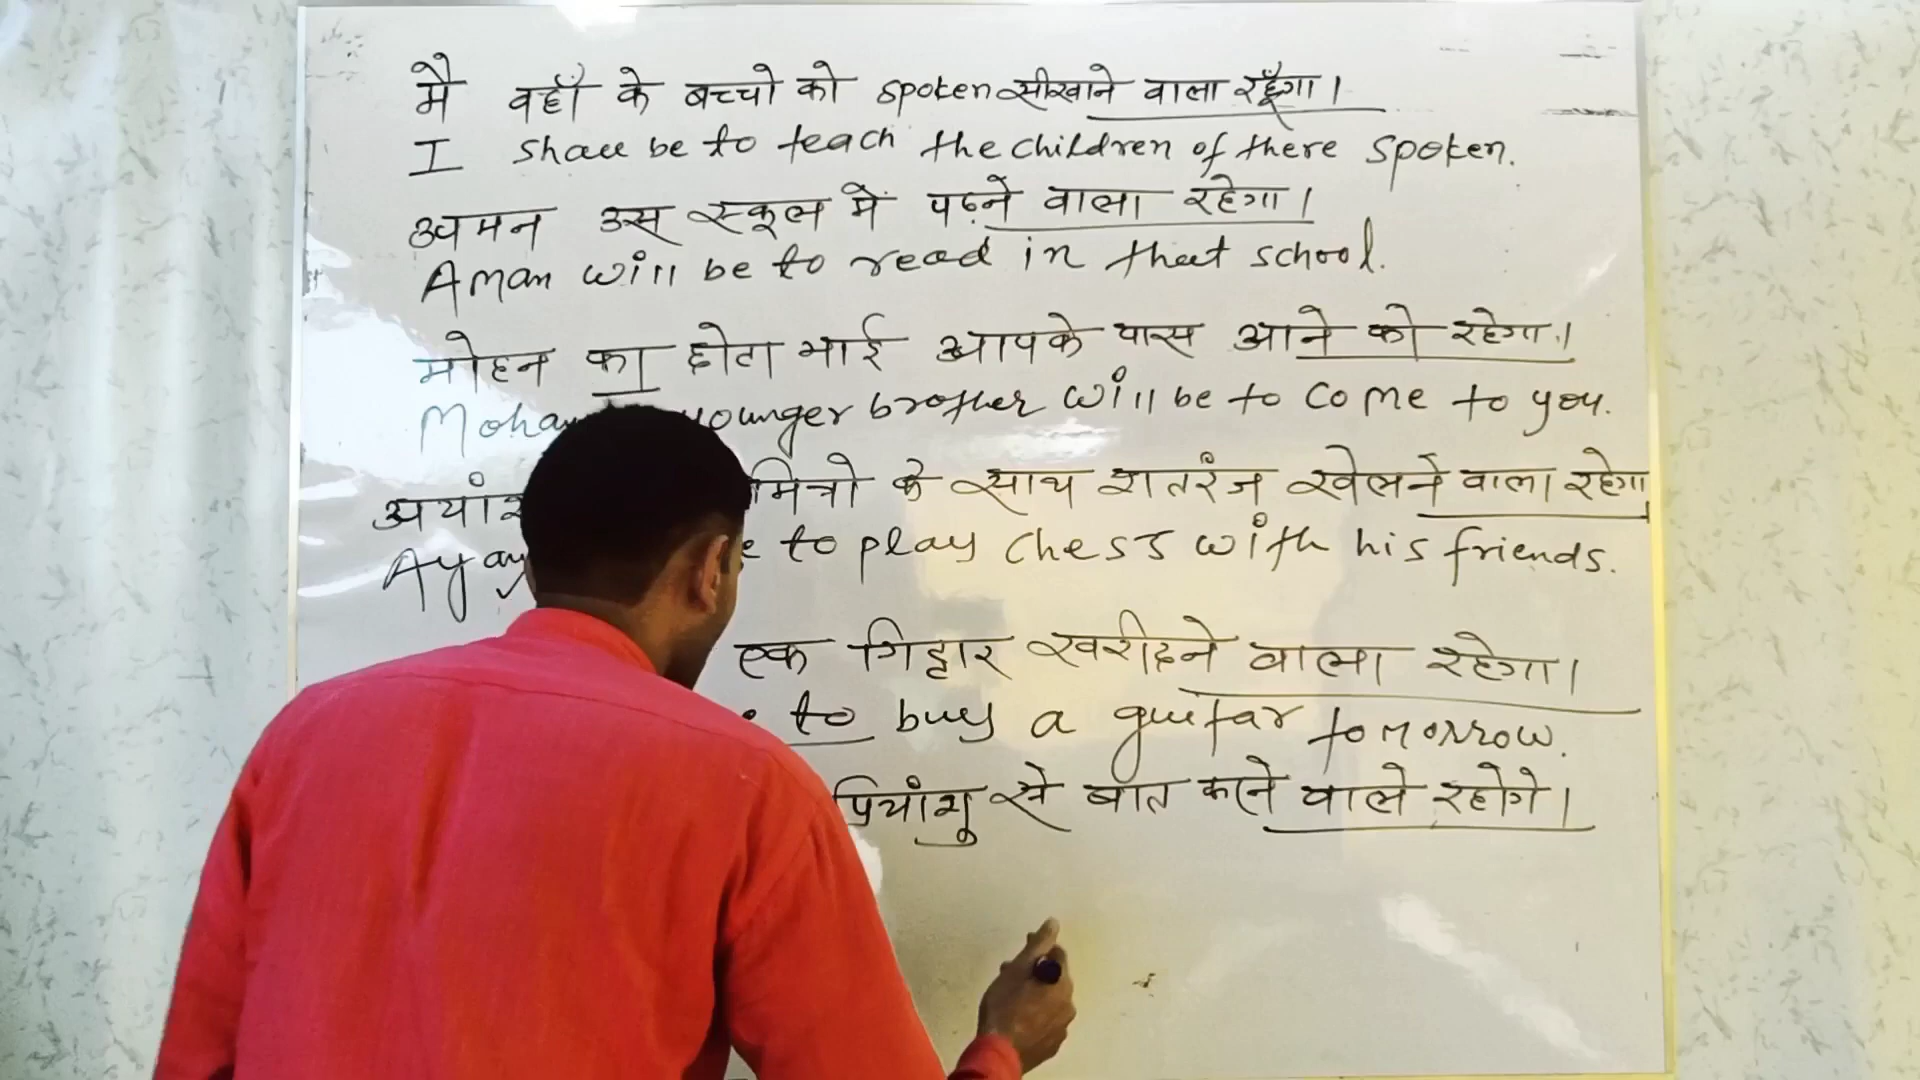 मै वहाँ के बच्चो को spoken सीखाने वाला रहूँगा।
I shall be to teach the children of there spoken.
अमन उस स्कूल में पढ़ने वाला रहेगा।
Aman will be to read in that school.
मोहन का छोटा भाई आपके पास आने को रहेगा।
younger brother will be to come to you.
मित्रो के साथ शतरंज खेलने वाला रहेगा
to play chess with his friends.
एक गिट्टार खरीदने वाला रहेगा।
to buy a guitar tomorrow.
प्रियांशू से बात करने वाले रहोगे।